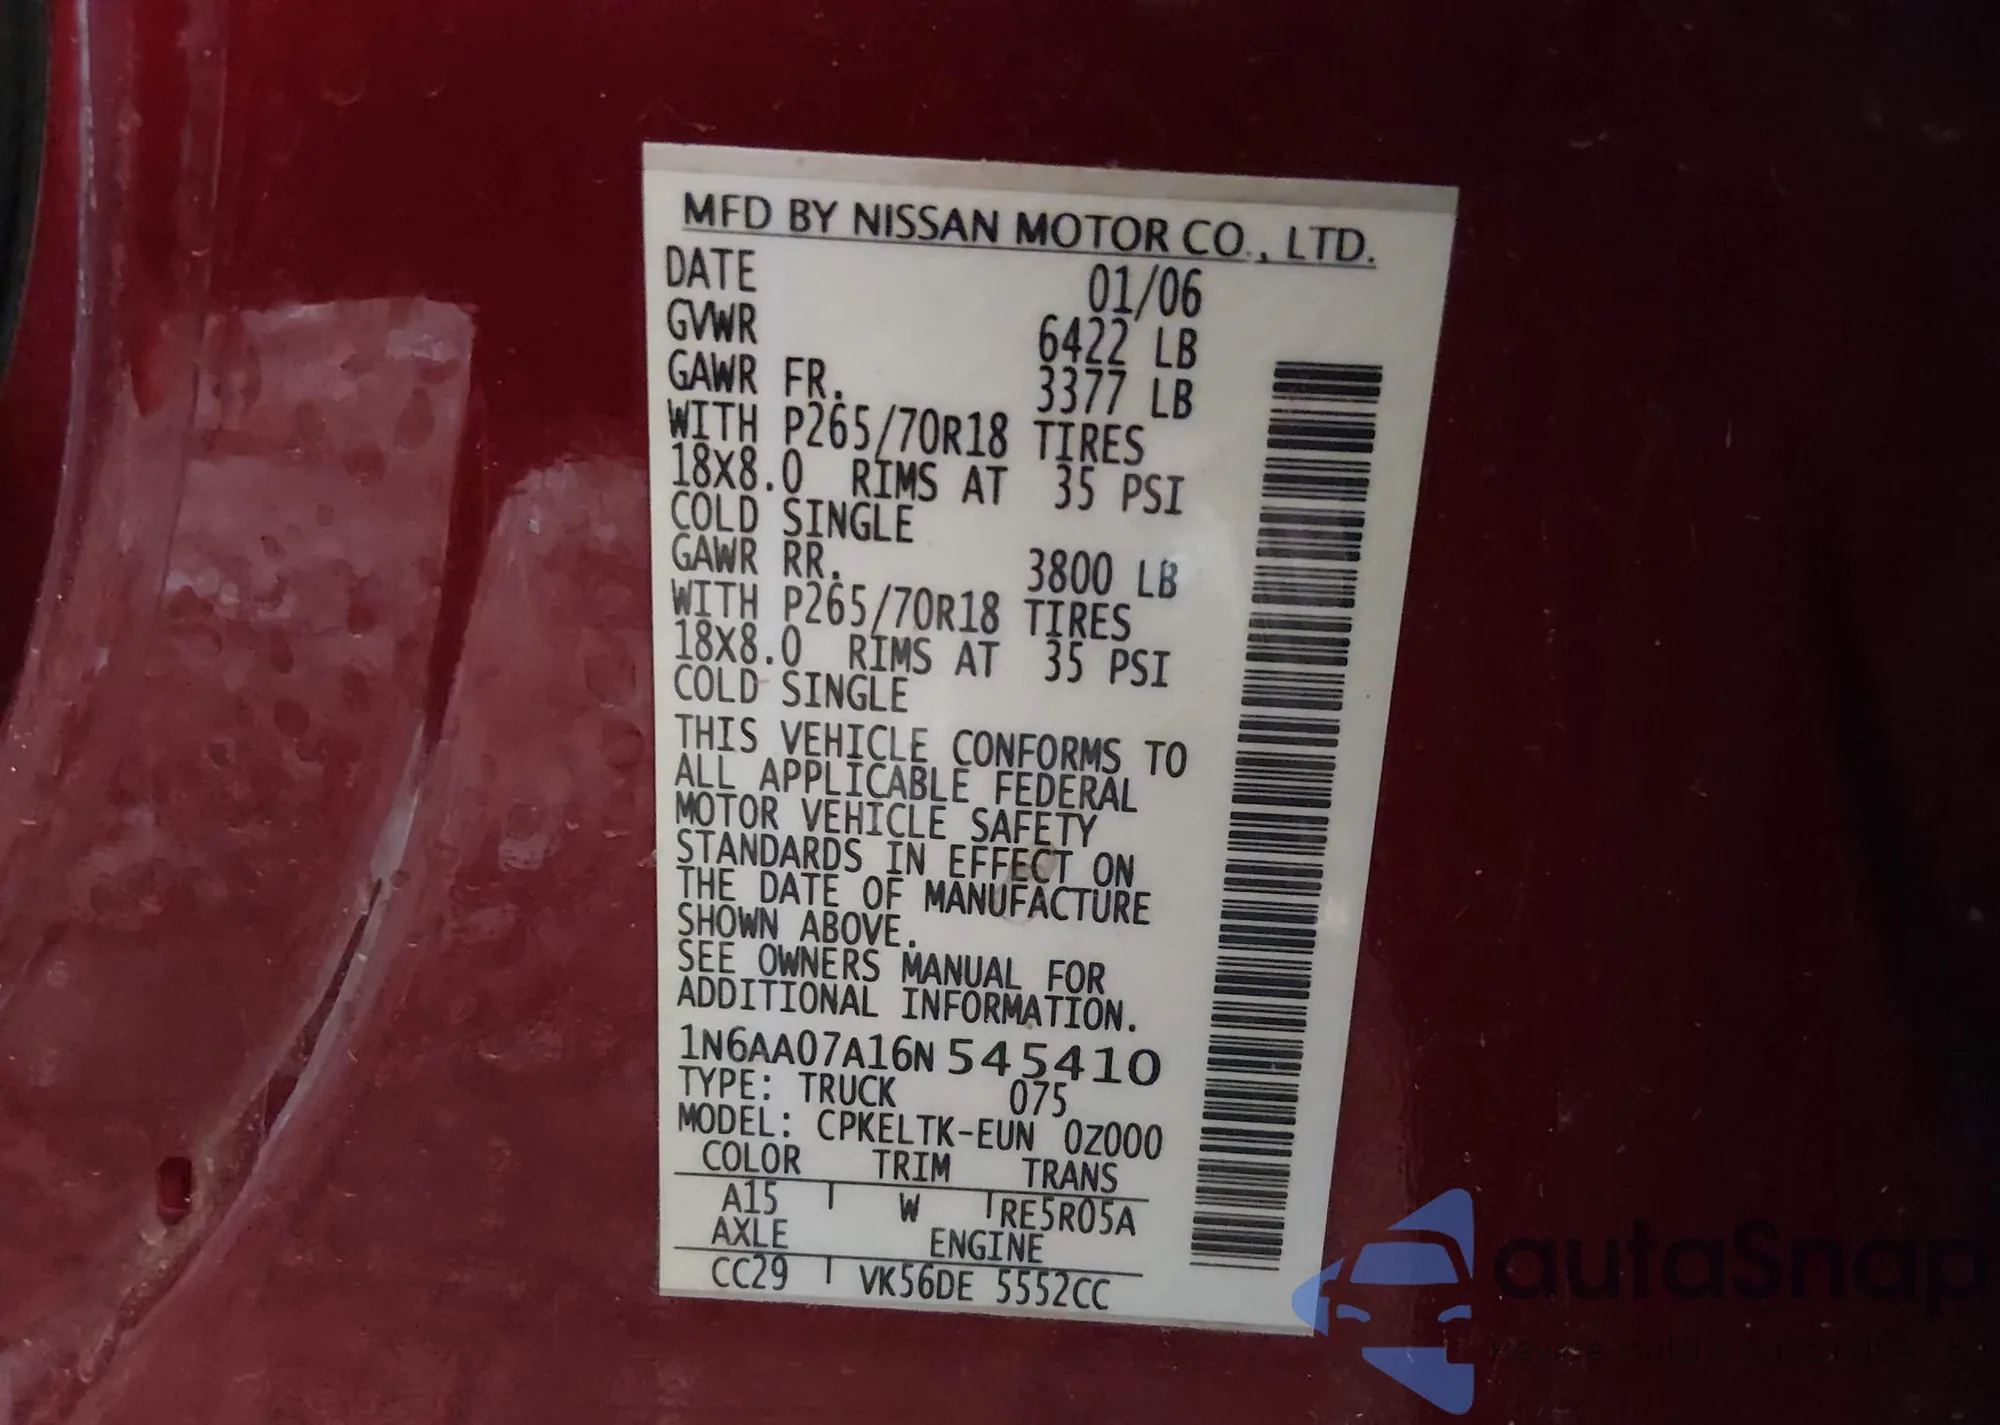 MFD BY NISSAN MOTOR CO., LTD.
DATE 01/06
GVWR 6422 LB
GAWR FR. 3377 LB
WITH P265/70R18 TIRES
18X8.0 RIMS AT 35 PSI
COLD SINGLE
GAWR RR. 3800 LB
WITH P265/70R18 TIRES
18X8.0 RIMS AT 35 PSI
COLD SINGLE
THIS VEHICLE CONFORMS TO
ALL APPLICABLE FEDERAL
MOTOR VEHICLE SAFETY
STANDARDS IN EFFECT ON
THE DATE OF MANUFACTURE
SHOWN ABOVE.
SEE OWNERS MANUAL FOR
ADDITIONAL INFORMATION.
1N6AA07A16N545410
TYPE: TRUCK 075
MODEL: CPKELTK-EUN 0Z000
COLOR TRIM TRANS
A15 W RE5R05A
AXLE ENGINE
CC29 VK56DE 5552CC
autaSnap